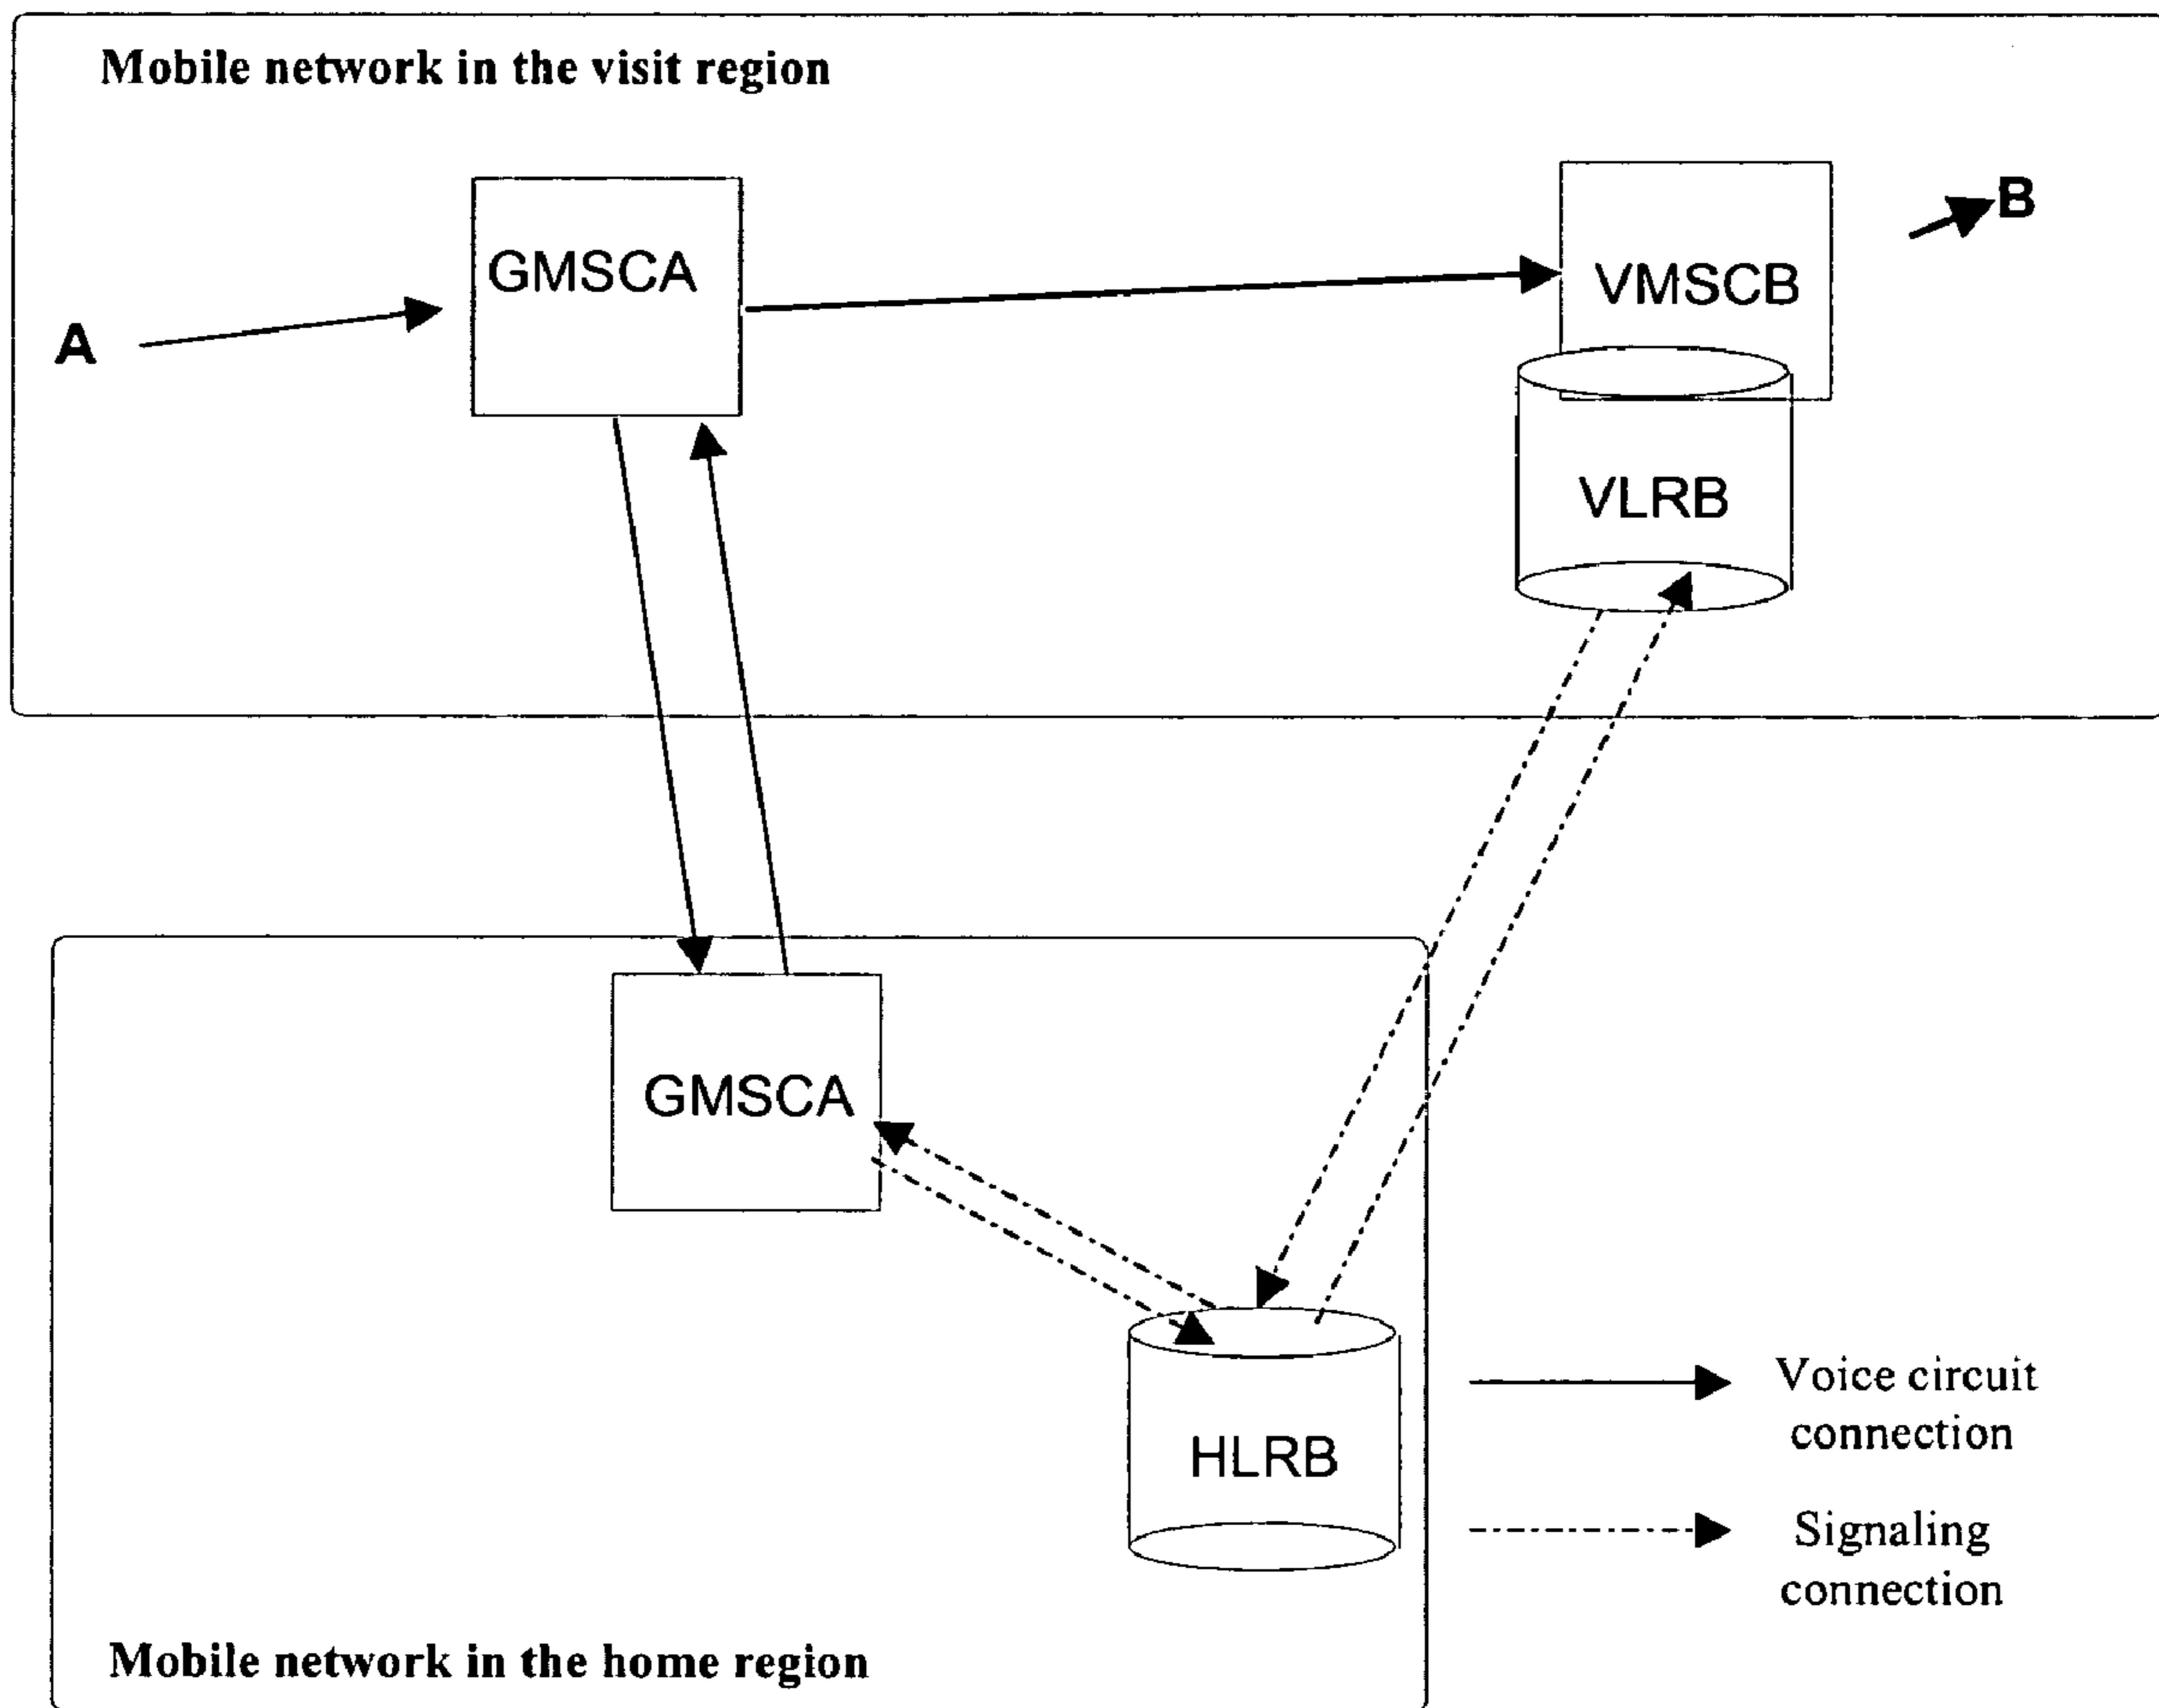 Mobile network in the visit region
B
GMSCA
VMSCB
A
VLRB
GMSCA
Voice circuit
connection
HLRB
Signaling
connection
Mobile network in the home region